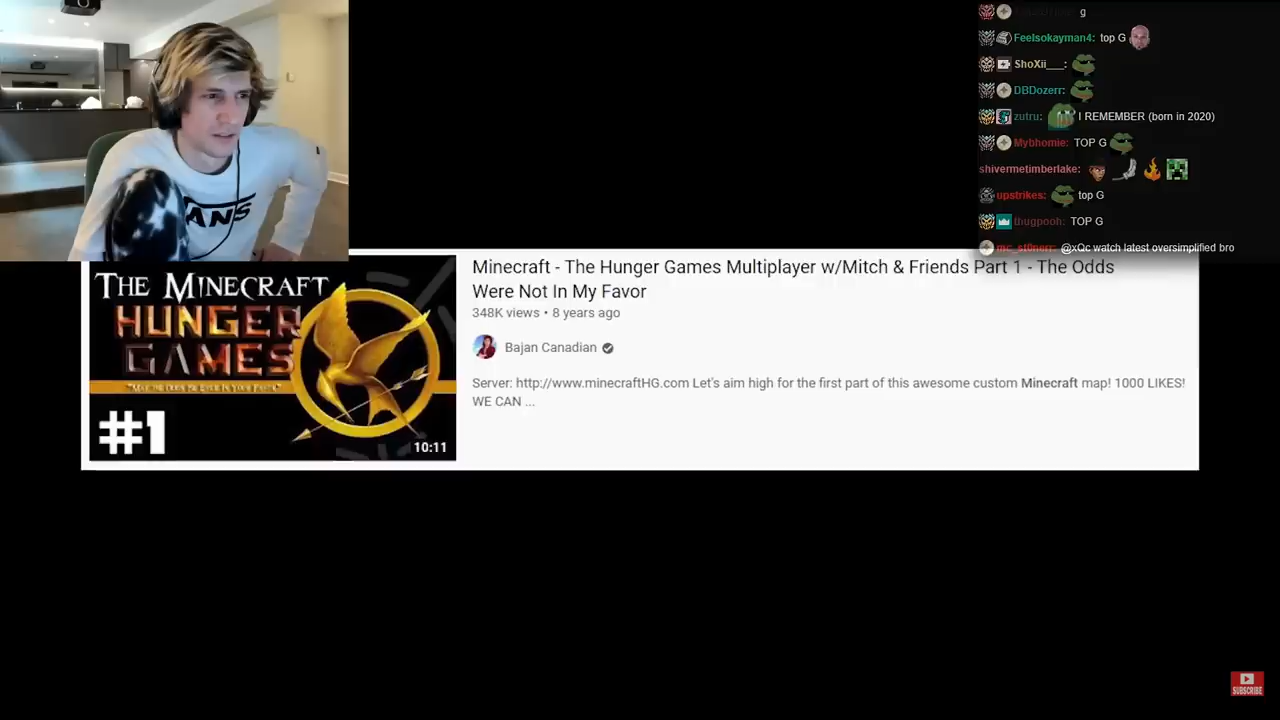 g
Feelsokayman4: top G
ShoXii___:
DBDozerr:
zutru: I REMEMBER (born in 2020)
Mybhomie: TOP G
shivermetimberlake:
upstrikes: top G
thugpooh: TOP G
mc_st0nerr: @xQc watch latest oversimplified bro
ANS
THE MINECRAFT
HUNGER
GAMES
#1
10:11
Minecraft - The Hunger Games Multiplayer w/Mitch & Friends Part 1 - The Odds
Were Not In My Favor
348K views • 8 years ago
Bajan Canadian
Server: http://www.minecraftHG.com Let's aim high for the first part of this awesome custom Minecraft map! 1000 LIKES!
WE CAN ...
SUBSCRIBE